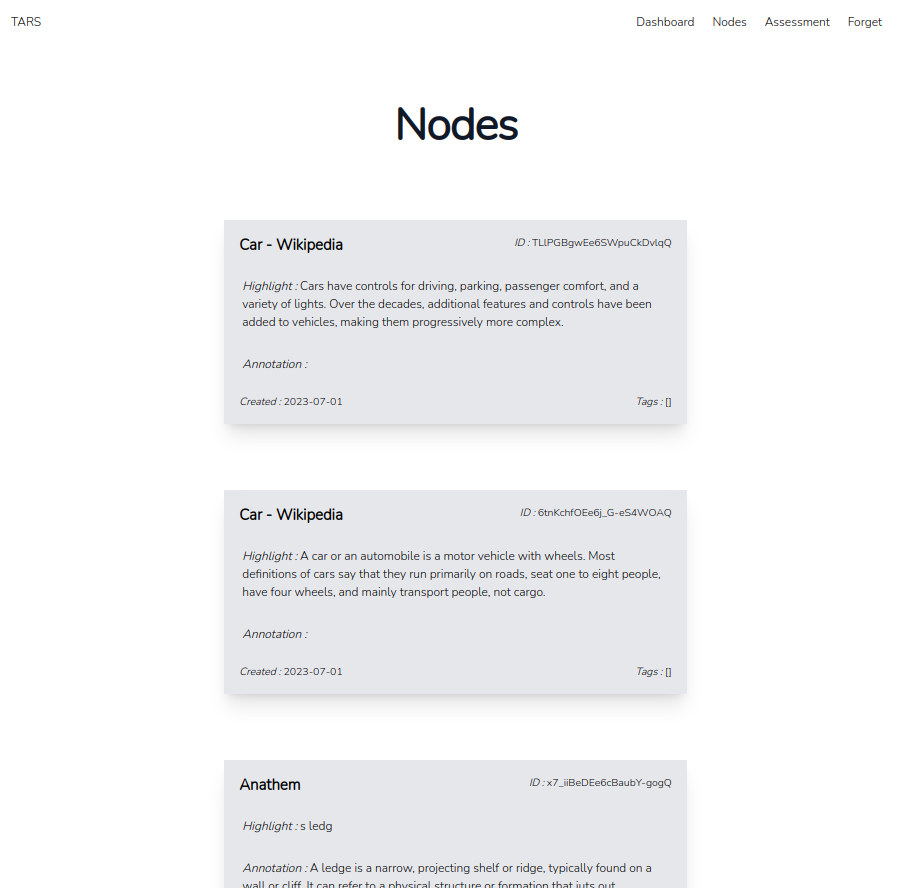 TARS
Dashboard Nodes Assessment Forget
Nodes
Car - Wikipedia
ID : TLlPGBgwEe6SWpuCkDvlqQ
Highlight : Cars have controls for driving, parking, passenger comfort, and a
variety of lights. Over the decades, additional features and controls have been
added to vehicles, making them progressively more complex.
Annotation :
Created : 2023-07-01
Tags : []
Car - Wikipedia
ID : 6tnKchfOEe6j_G-eS4WOAQ
Highlight : A car or an automobile is a motor vehicle with wheels. Most
definitions of cars say that they run primarily on roads, seat one to eight people,
have four wheels, and mainly transport people, not cargo.
Annotation :
Created : 2023-07-01
Tags : []
Anathem
ID : x7_iiBeDEe6cBaubY-gogQ
Highlight : s ledg
Annotation : A ledge is a narrow, projecting shelf or ridge, typically found on a
wall or cliff. It can refer to a physical structure or formation that juts out